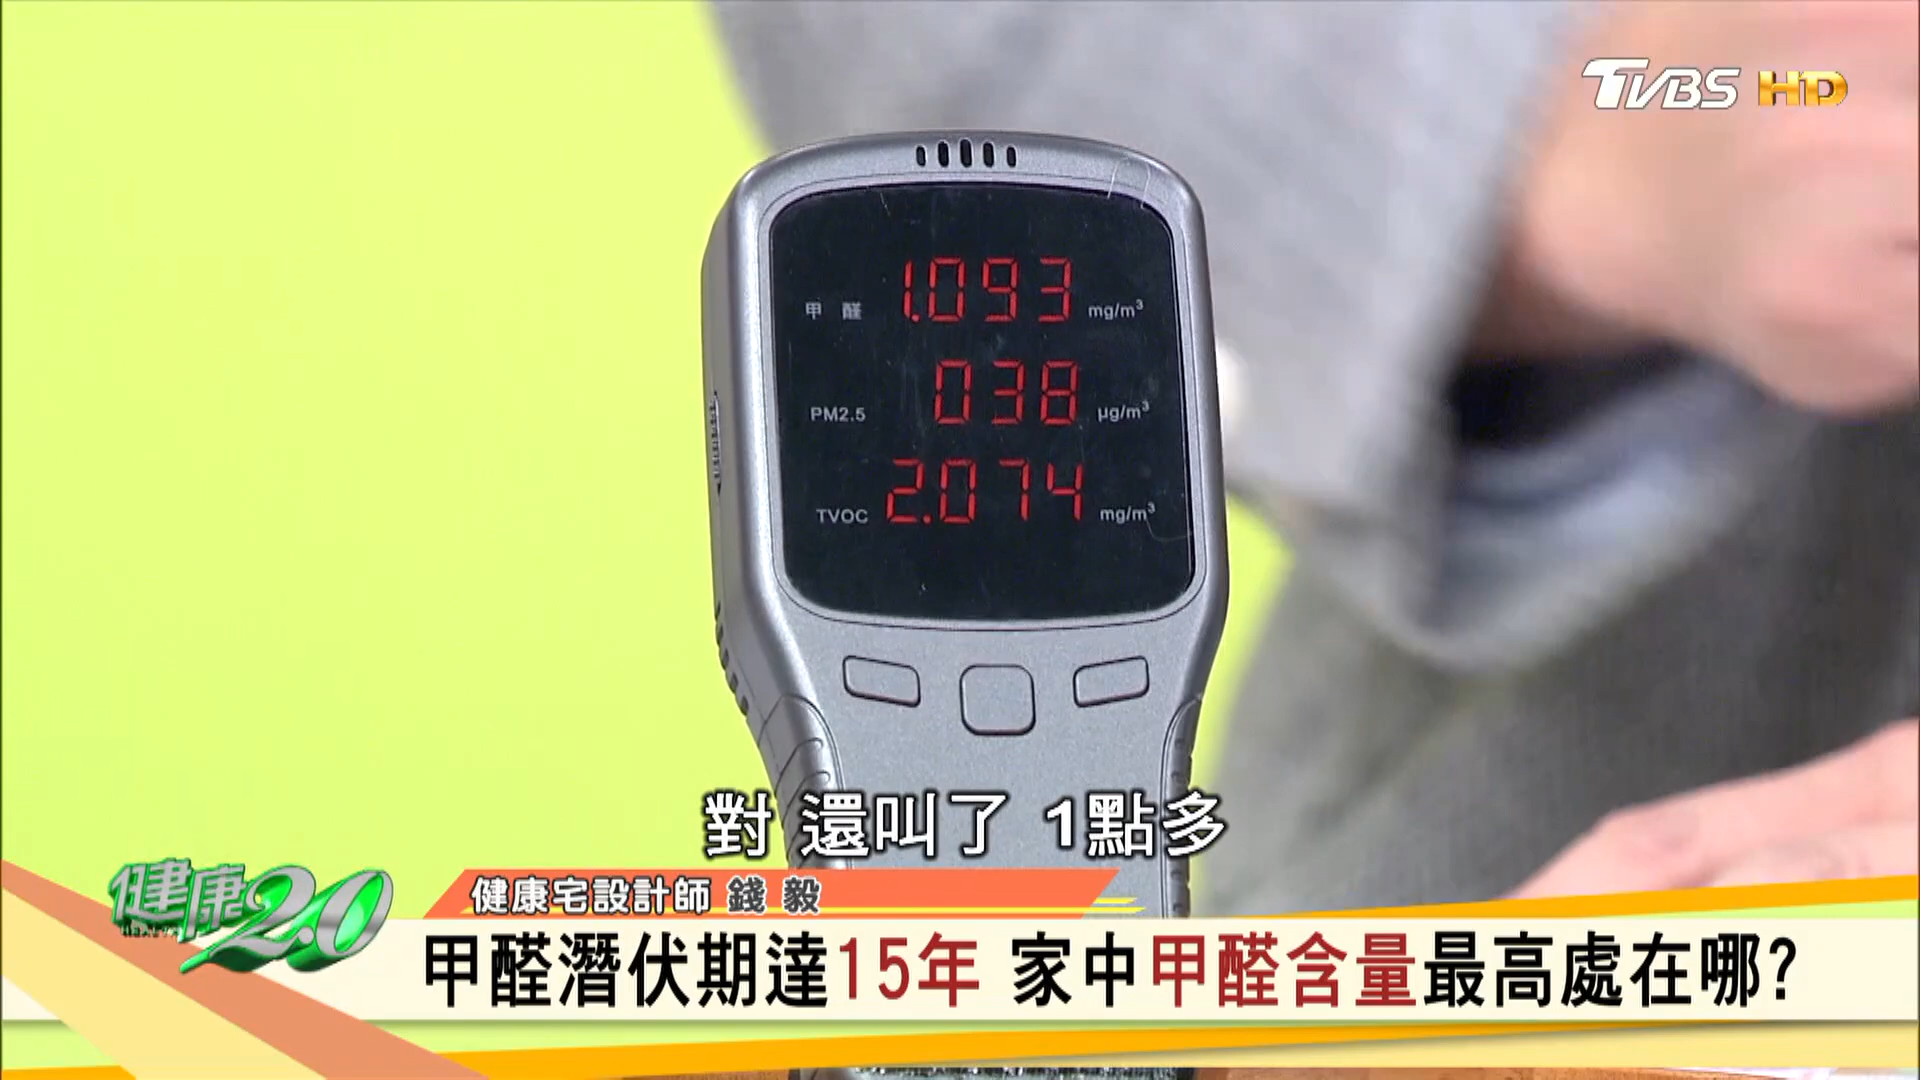 TVBS HD
甲醛 1.093 mg/m³
PM2.5 038 μg/m³
TVOC 2.074 mg/m³
對 還叫了 1點多
健康2.0
HEALTH
健康宅設計師 錢 毅
甲醛潛伏期達15年 家中甲醛含量最高處在哪?